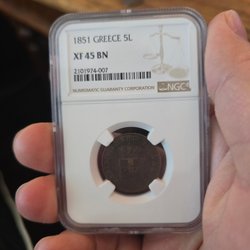 1851 GREECE 5L
XF 45 BN
2101974-007
NUMISMATIC GUARANTY CORPORATION
NGC